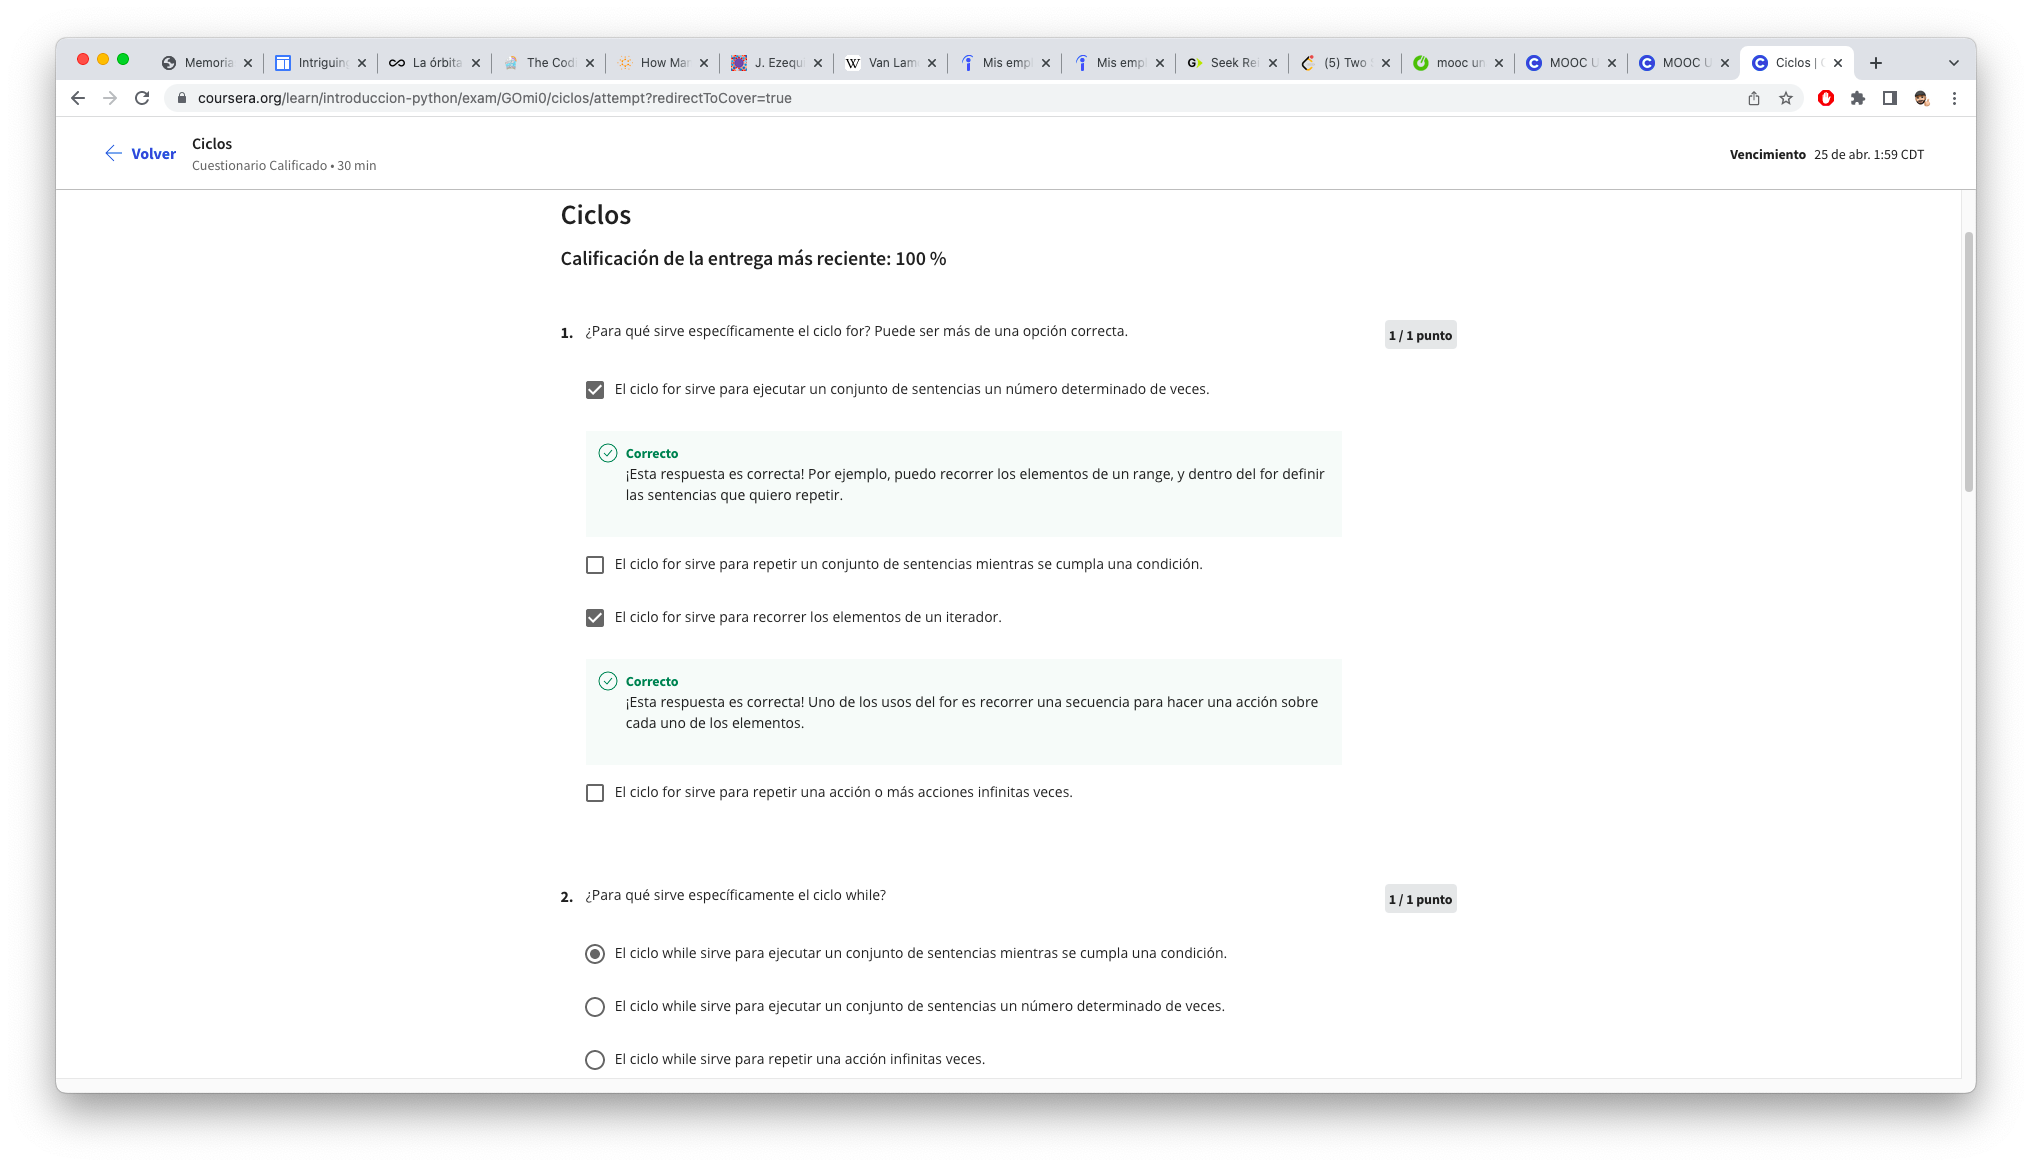 Memoria
Intriguing
La órbita
The Codi
How Mar
J. Ezequi
Van Lam
Mis empl
Mis empl
Seek Re
(5) Two
mooc un
MOOC U
MOOC U
Ciclos |
coursera.org/learn/introduccion-python/exam/GOmi0/ciclos/attempt?redirectToCover=true
Volver
Ciclos
Cuestionario Calificado • 30 min
Vencimiento 25 de abr. 1:59 CDT
Ciclos
Calificación de la entrega más reciente: 100 %
1. ¿Para qué sirve específicamente el ciclo for? Puede ser más de una opción correcta.
1 / 1 punto
El ciclo for sirve para ejecutar un conjunto de sentencias un número determinado de veces.
Correcto
¡Esta respuesta es correcta! Por ejemplo, puedo recorrer los elementos de un range, y dentro del for definir
las sentencias que quiero repetir.
El ciclo for sirve para repetir un conjunto de sentencias mientras se cumpla una condición.
El ciclo for sirve para recorrer los elementos de un iterador.
Correcto
¡Esta respuesta es correcta! Uno de los usos del for es recorrer una secuencia para hacer una acción sobre
cada uno de los elementos.
El ciclo for sirve para repetir una acción o más acciones infinitas veces.
2. ¿Para qué sirve específicamente el ciclo while?
1 / 1 punto
El ciclo while sirve para ejecutar un conjunto de sentencias mientras se cumpla una condición.
El ciclo while sirve para ejecutar un conjunto de sentencias un número determinado de veces.
El ciclo while sirve para repetir una acción infinitas veces.